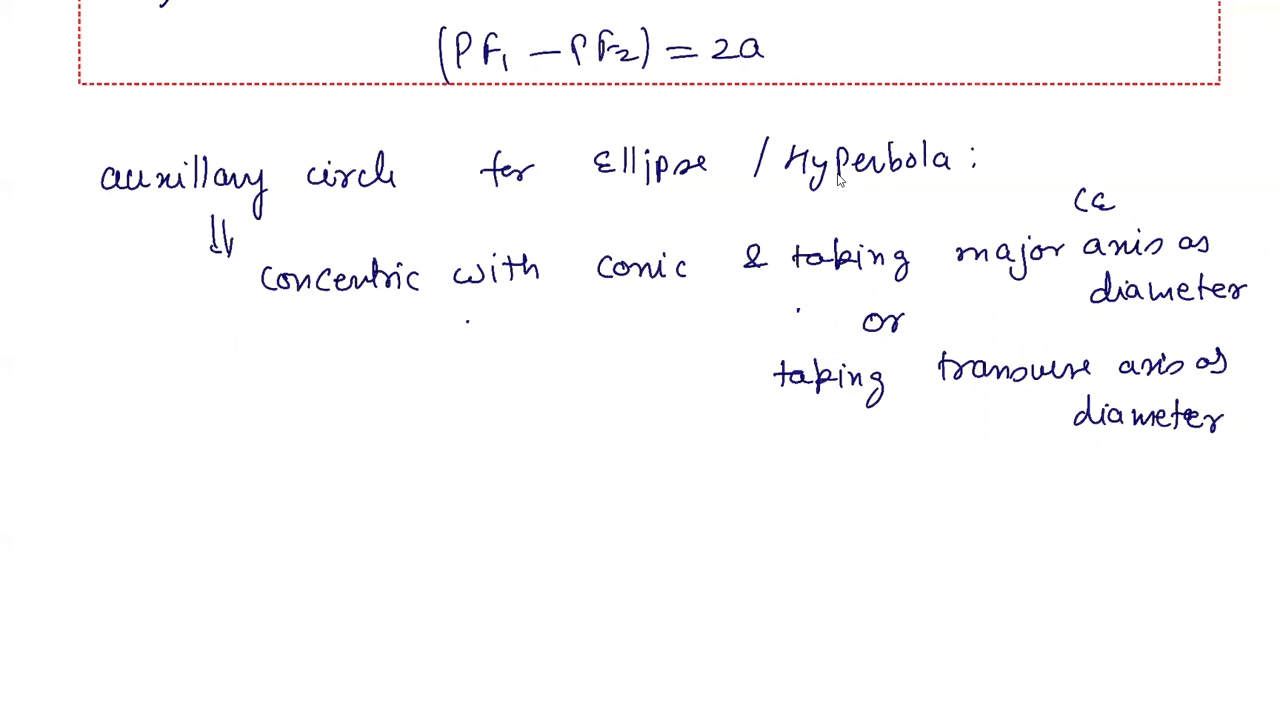 (PF1 - PF2) = 2a
auxillary circle for Ellipse / Hyperbola :
concentric with conic & taking major axis as
diameter
or
taking transverse axis as
diameter